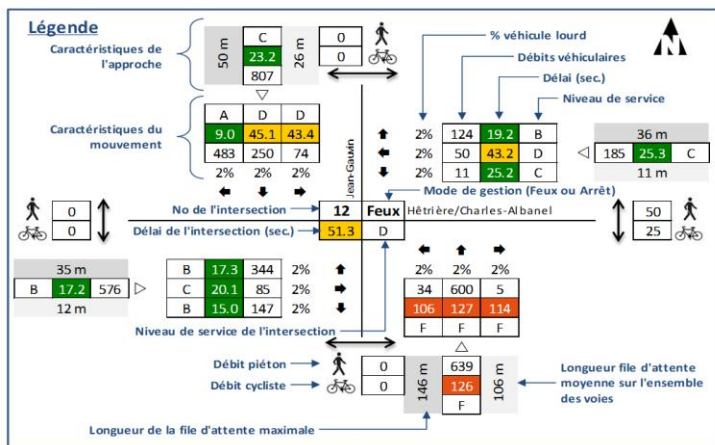 Légende
Caractéristiques de l'approche
50 m
C
23.2
807
26 m
0
0
% véhicule lourd
Débits véhiculaires
Délai (sec.)
Niveau de service
N
Caractéristiques du mouvement
A D D
9.0 45.1 43.4
483 250 74
2% 2% 2%
Jean-Gauvin
2% 124 19.2 B
2% 50 43.2 D
2% 11 25.2 C
36 m
185 25.3 C
11 m
Mode de gestion (Feux ou Arrêt)
0
0
No de l'intersection
12 Feux
Hêtrière/Charles-Albanel
Délai de l'intersection (sec.)
51.3 D
50
25
35 m
B 17.2 576
12 m
B 17.3 344 2%
C 20.1 85 2%
B 15.0 147 2%
2% 2% 2%
34 600 5
106 127 114
F F F
Niveau de service de l'intersection
Débit piéton
0
Débit cycliste
0
146 m
639
126
F
106 m
Longueur file d'attente
moyenne sur l'ensemble
des voies
Longueur de la file d'attente maximale